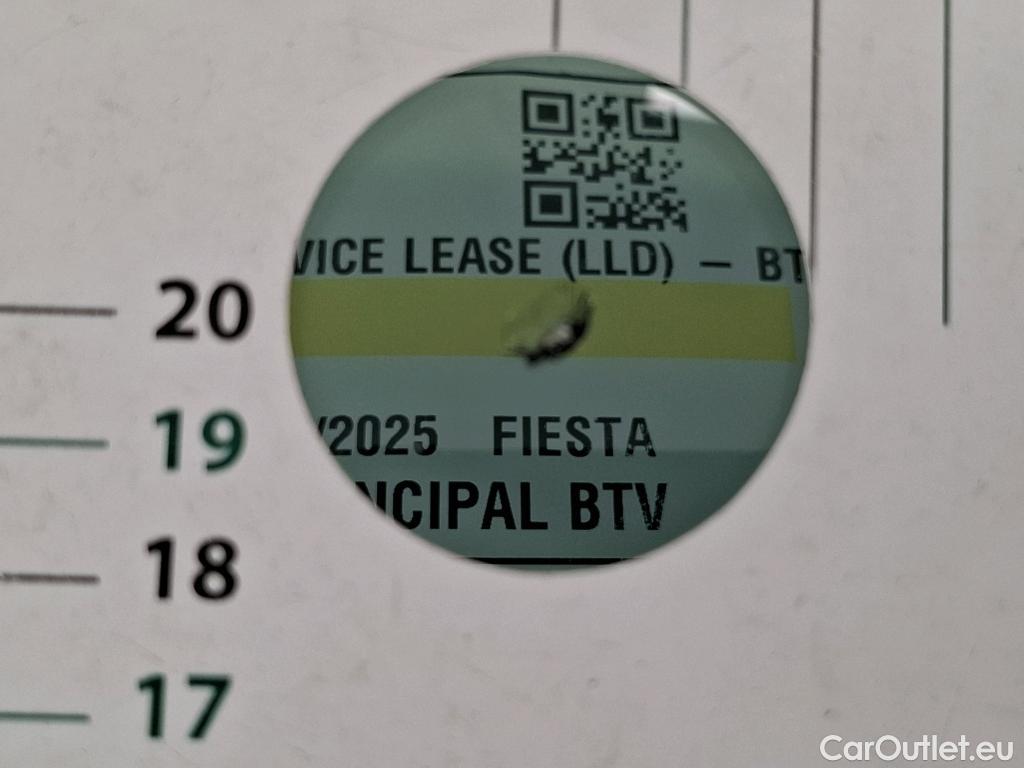 VICE LEASE (LLD) – BT
20
/2025 FIESTA
19
NCIPAL BTV
18
17
CarOutlet.eu